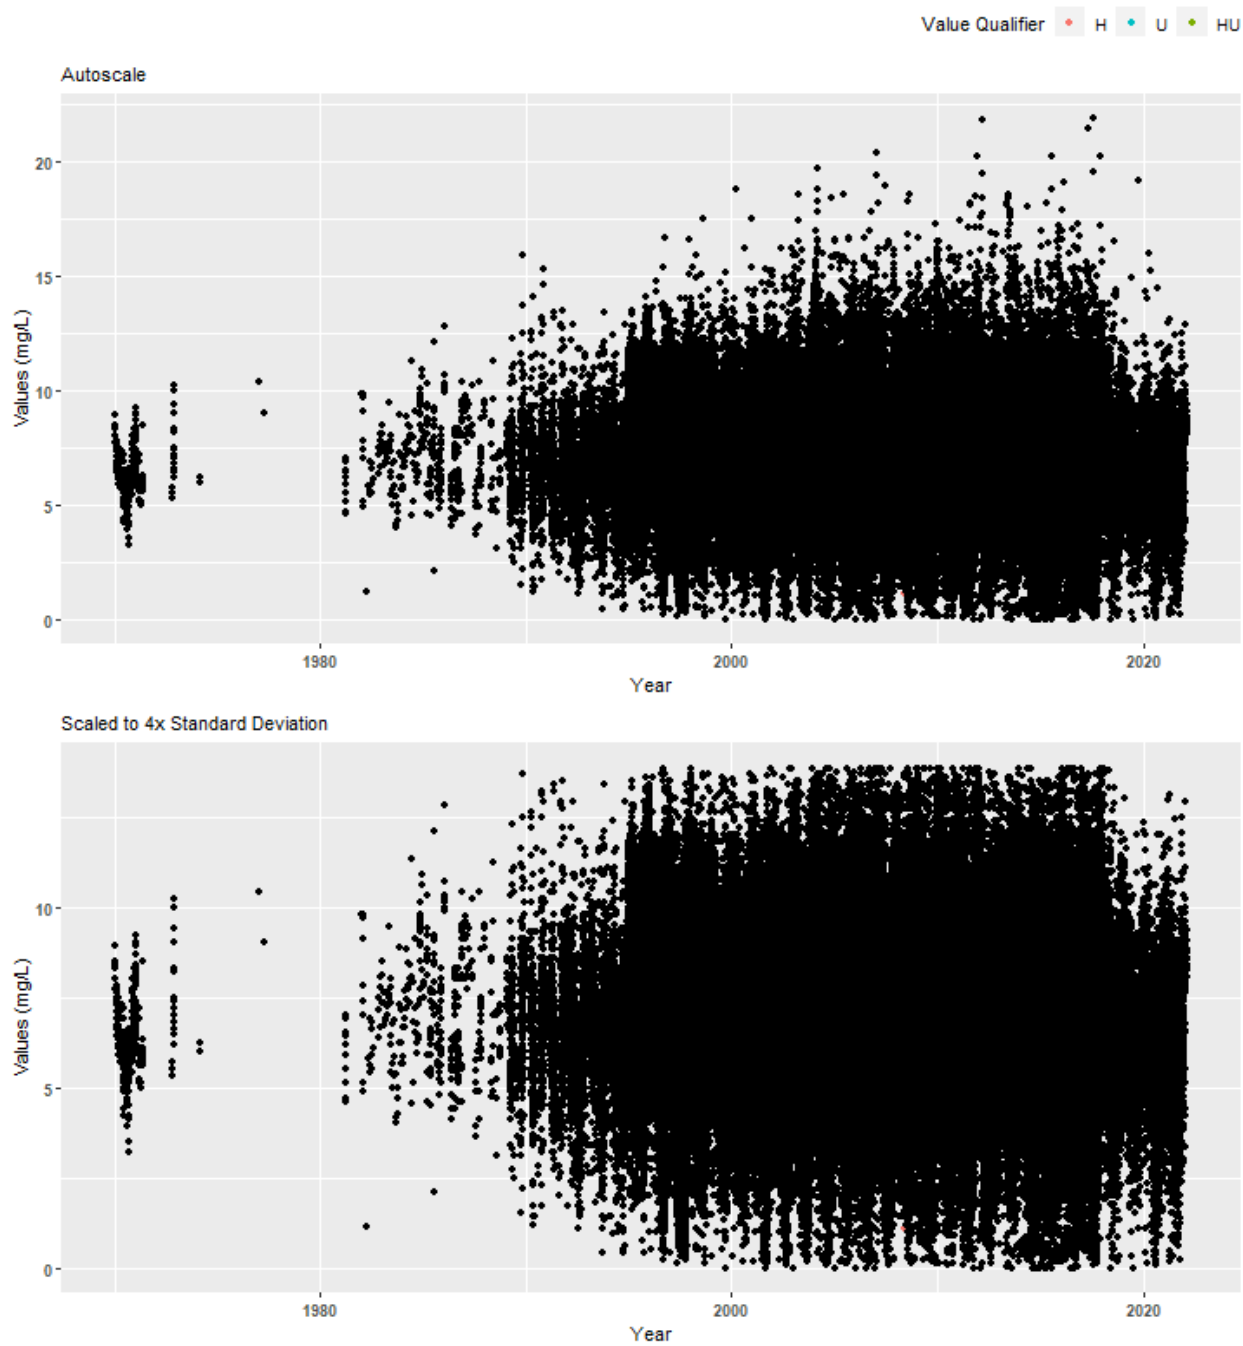 Value Qualifier H U HU
Autoscale
Values (mg/L)
20
15
10
5
0
1980 2000 2020
Year
Scaled to 4x Standard Deviation
Values (mg/L)
10
5
0
1980 2000 2020
Year